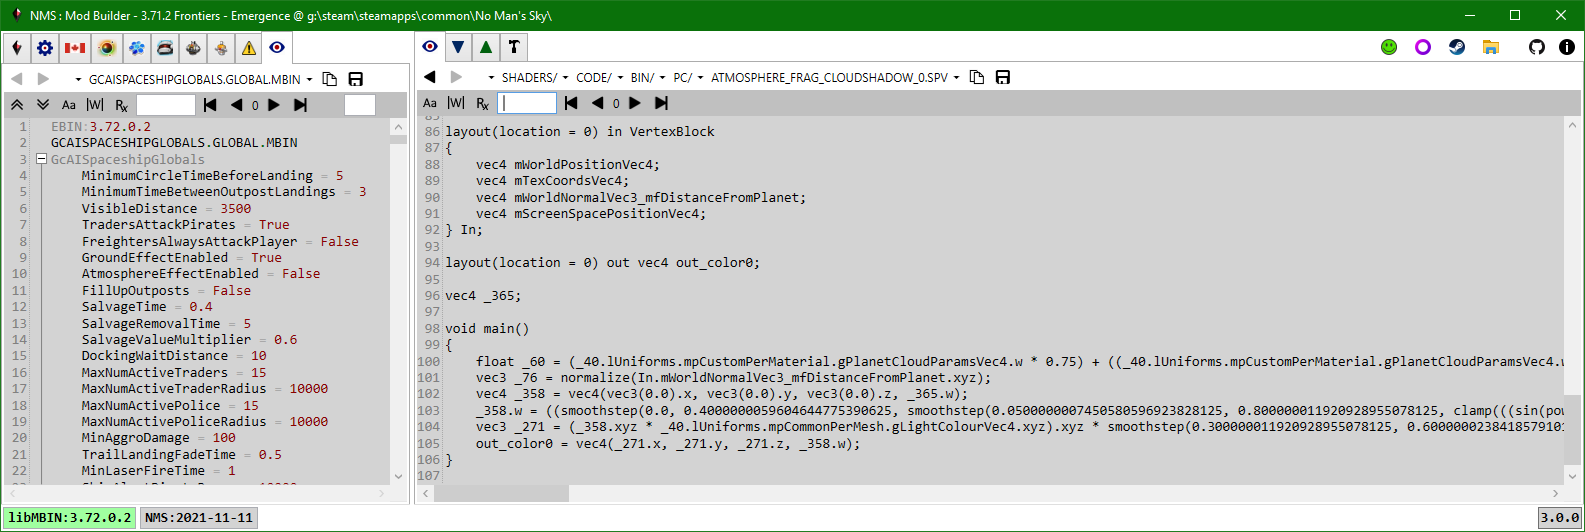 NMS : Mod Builder - 3.71.2 Frontiers - Emergence @ g:\steam\steamapps\common\No Man's Sky\
GCAISPACESHIPGLOBALS.GLOBAL.MBIN
SHADERS/ CODE/ BIN/ PC/ ATMOSPHERE_FRAG_CLOUDSHADOW_0.SPV
Aa |W| Rx 0
Aa |W| Rx 0
1 EBIN:3.72.0.2
2 GCAISPACESHIPGLOBALS.GLOBAL.MBIN
3 GcAISpaceshipGlobals
4 MinimumCircleTimeBeforeLanding = 5
5 MinimumTimeBetweenOutpostLandings = 3
6 VisibleDistance = 3500
7 TradersAttackPirates = True
8 FreightersAlwaysAttackPlayer = False
9 GroundEffectEnabled = True
10 AtmosphereEffectEnabled = False
11 FillUpOutposts = False
12 SalvageTime = 0.4
13 SalvageRemovalTime = 5
14 SalvageValueMultiplier = 0.6
15 DockingWaitDistance = 10
16 MaxNumActiveTraders = 15
17 MaxNumActiveTraderRadius = 10000
18 MaxNumActivePolice = 15
19 MaxNumActivePoliceRadius = 10000
20 MinAggroDamage = 100
21 TrailLandingFadeTime = 0.5
22 MinLaserFireTime = 1
85
86 layout(location = 0) in VertexBlock
87 {
88 vec4 mWorldPositionVec4;
89 vec4 mTexCoordsVec4;
90 vec4 mWorldNormalVec3_mfDistanceFromPlanet;
91 vec4 mScreenSpacePositionVec4;
92 } In;
93
94 layout(location = 0) out vec4 out_color0;
95
96 vec4 _365;
97
98 void main()
99 {
100 float _60 = (_40.lUniforms.mpCustomPerMaterial.gPlanetCloudParamsVec4.w * 0.75) + ((_40.lUniforms.mpCustomPerMaterial.gPlanetCloudParamsVec4.w
101 vec3 _76 = normalize(In.mWorldNormalVec3_mfDistanceFromPlanet.xyz);
102 vec4 _358 = vec4(vec3(0.0).x, vec3(0.0).y, vec3(0.0).z, _365.w);
103 _358.w = ((smoothstep(0.0, 0.4000000059604644775390625, smoothstep(0.0500000007450580596923828125, 0.800000011920928955078125, clamp(((sin(pow
104 vec3 _271 = (_358.xyz * _40.lUniforms.mpCommonPerMesh.gLightColourVec4.xyz).xyz * smoothstep(0.300000011920928955078125, 0.6000000238418579101
105 out_color0 = vec4(_271.x, _271.y, _271.z, _358.w);
106 }
107
libMBIN:3.72.0.2 NMS:2021-11-11 3.0.0